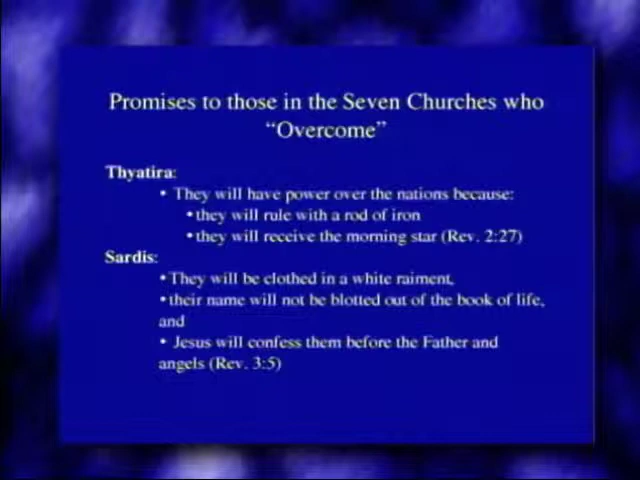 Promises to those in the Seven Churches who
“Overcome”
Thyatira:
• They will have power over the nations because:
• they will rule with a rod of iron
• they will receive the morning star (Rev. 2:27)
Sardis:
• They will be clothed in a white raiment,
• their name will not be blotted out of the book of life,
and
• Jesus will confess them before the Father and
angels (Rev. 3:5)